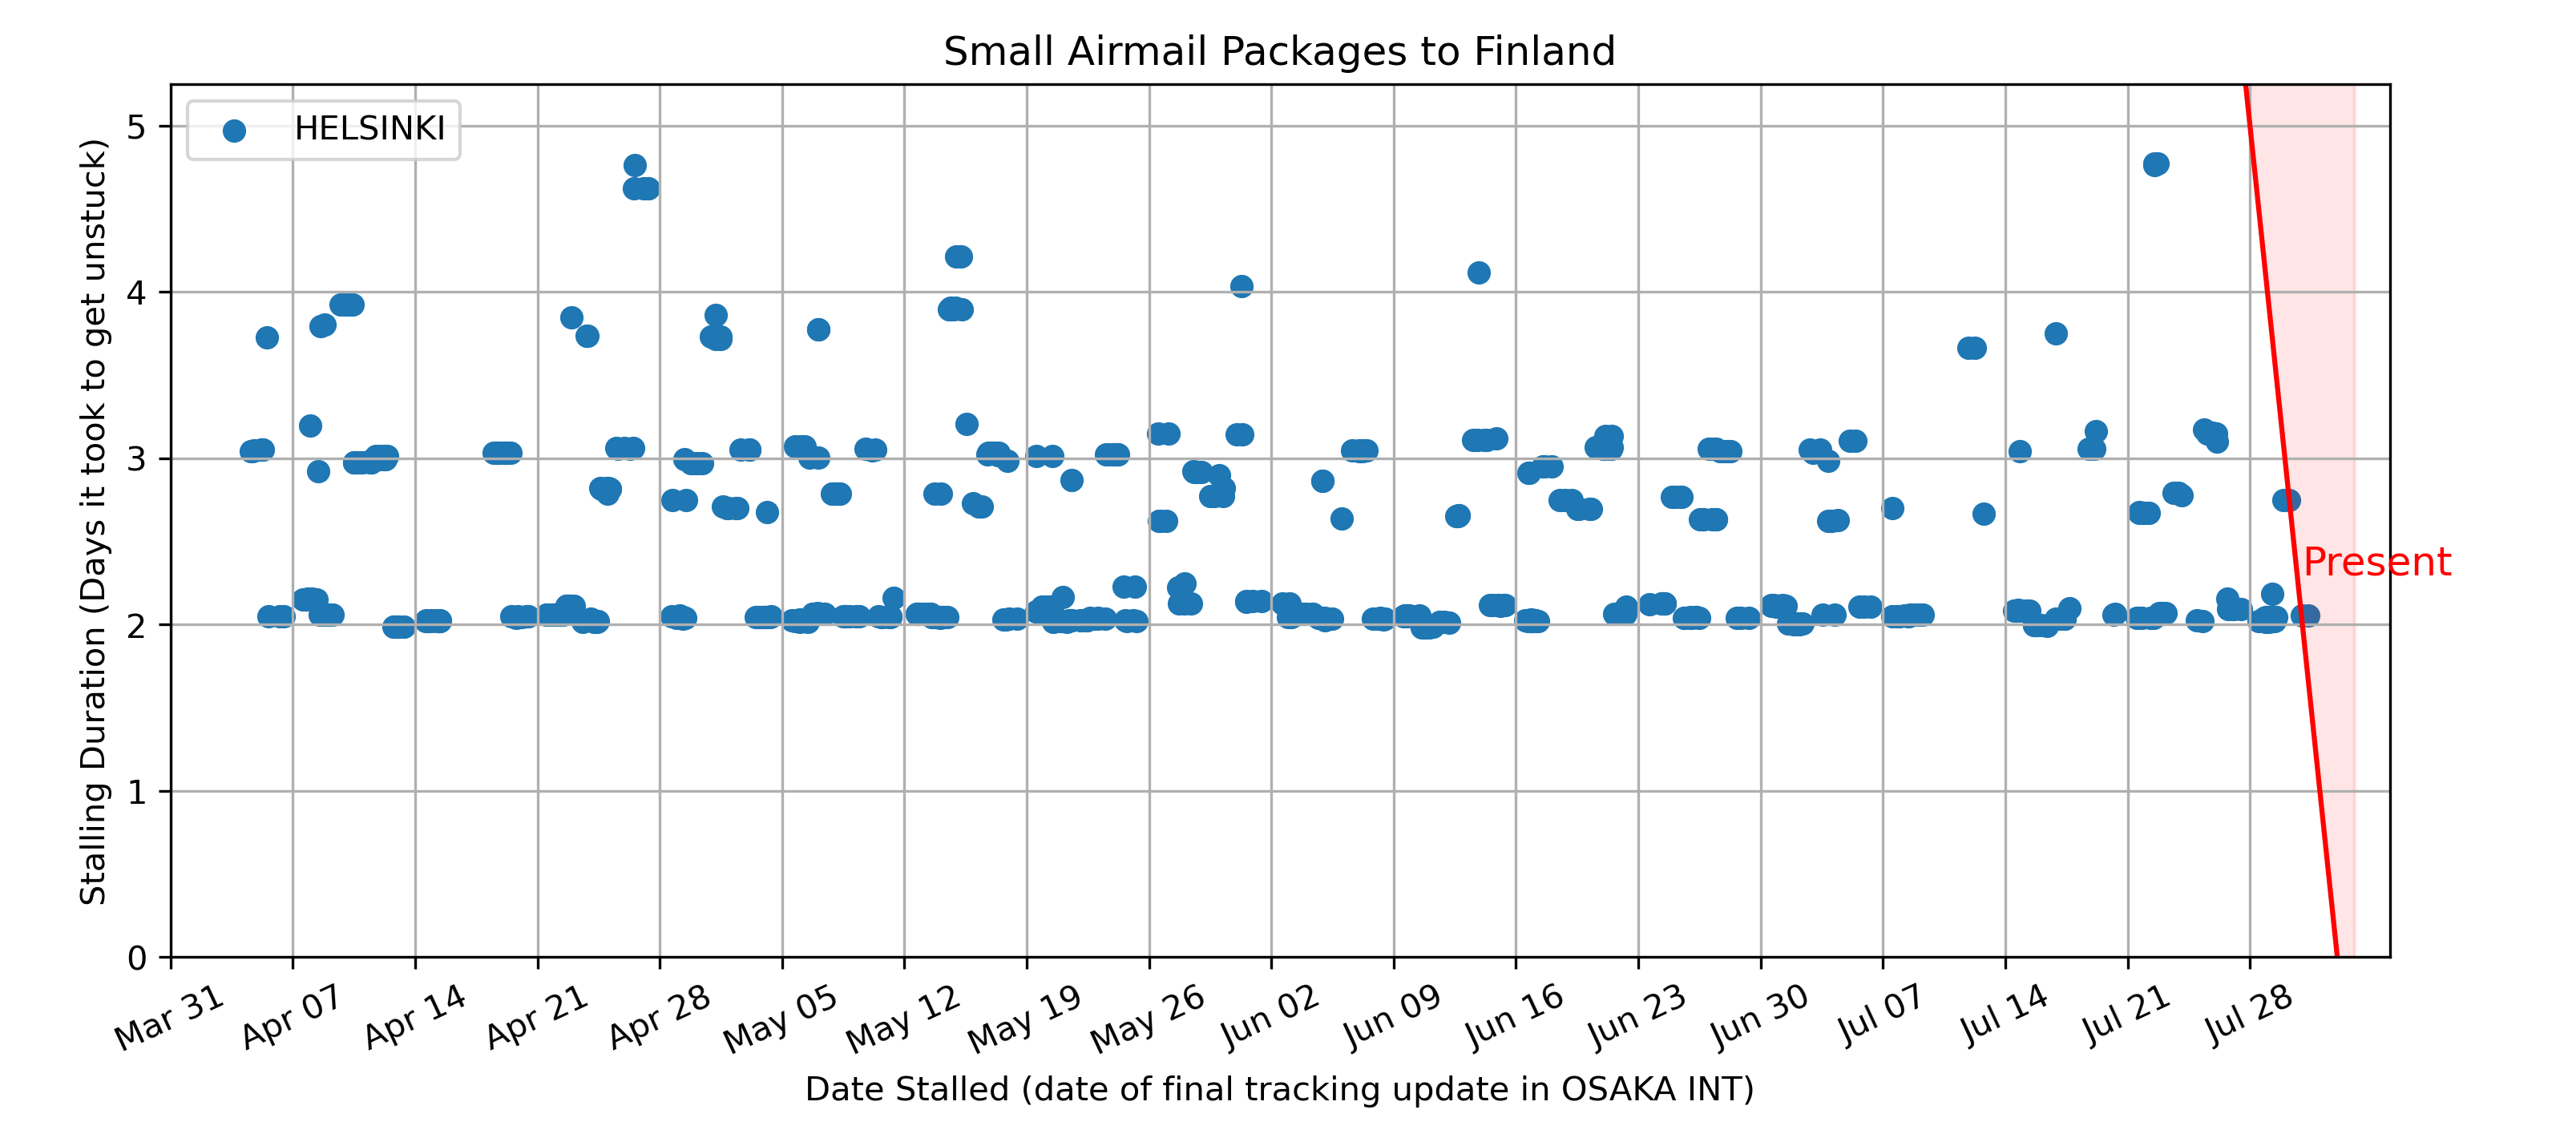 Small Airmail Packages to Finland
HELSINKI
Stalling Duration (Days it took to get unstuck)
5
4
3
2
1
0
Present
Mar 31
Apr 07
Apr 14
Apr 21
Apr 28
May 05
May 12
May 19
May 26
Jun 02
Jun 09
Jun 16
Jun 23
Jun 30
Jul 07
Jul 14
Jul 21
Jul 28
Date Stalled (date of final tracking update in OSAKA INT)